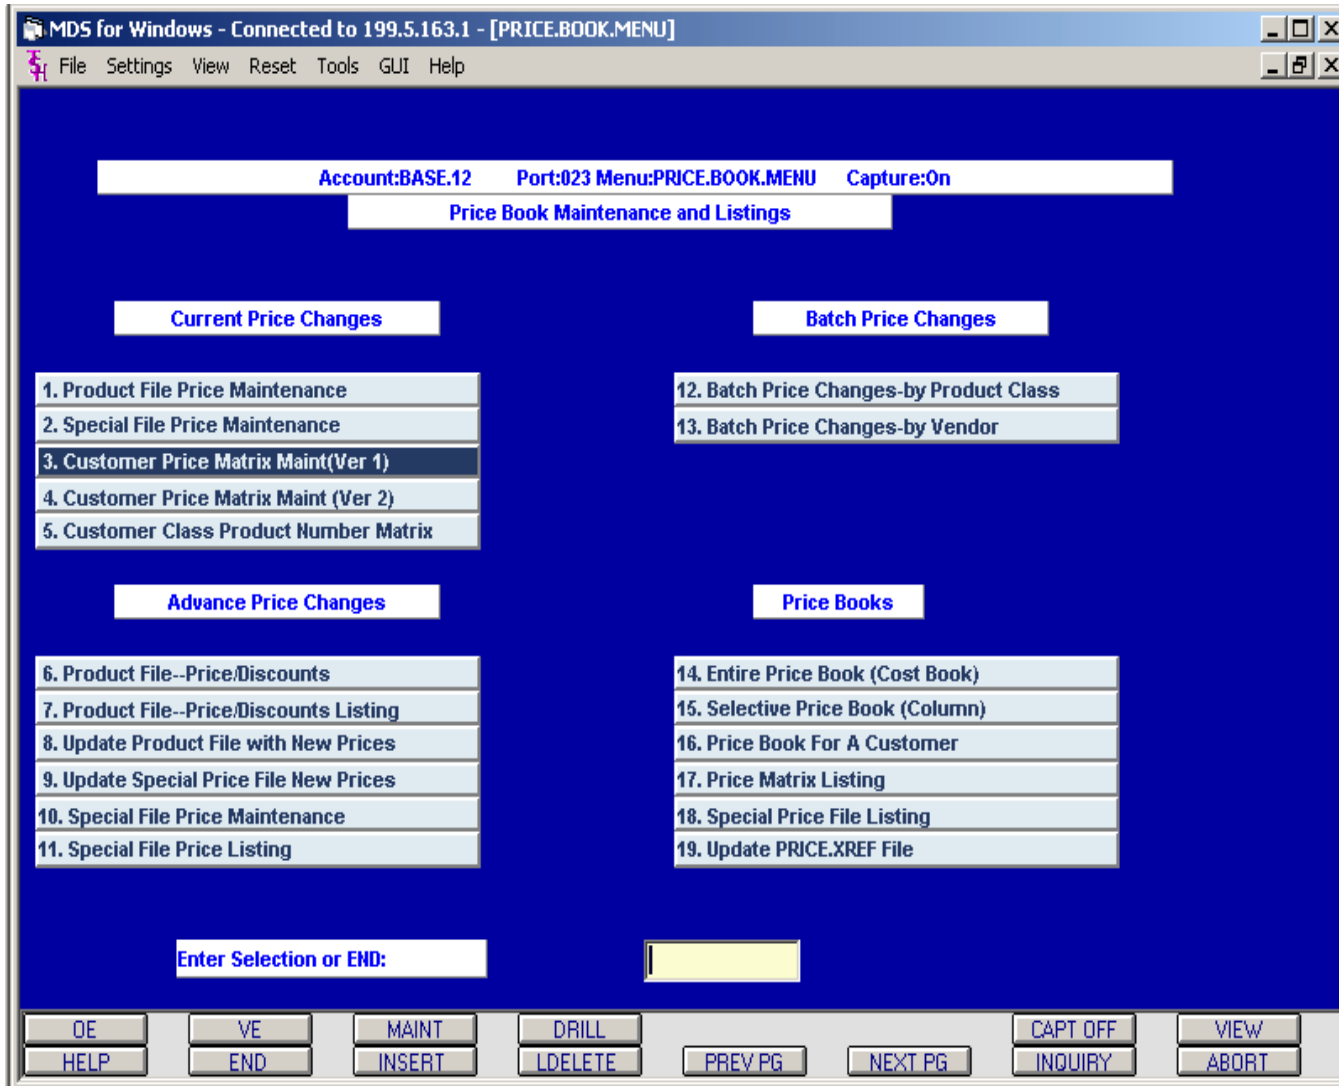 MDS for Windows - Connected to 199.5.163.1 - [PRICE.BOOK.MENU]
File Settings View Reset Tools GUI Help
Account:BASE.12 Port:023 Menu:PRICE.BOOK.MENU Capture:On
Price Book Maintenance and Listings
Current Price Changes
1. Product File Price Maintenance
2. Special File Price Maintenance
3. Customer Price Matrix Maint(Ver 1)
4. Customer Price Matrix Maint (Ver 2)
5. Customer Class Product Number Matrix
Batch Price Changes
12. Batch Price Changes-by Product Class
13. Batch Price Changes-by Vendor
Advance Price Changes
6. Product File--Price/Discounts
7. Product File--Price/Discounts Listing
8. Update Product File with New Prices
9. Update Special Price File New Prices
10. Special File Price Maintenance
11. Special File Price Listing
Price Books
14. Entire Price Book (Cost Book)
15. Selective Price Book (Column)
16. Price Book For A Customer
17. Price Matrix Listing
18. Special Price File Listing
19. Update PRICE.XREF File
Enter Selection or END:
OE VE MAINT DRILL CAPT OFF VIEW
HELP END INSERT LDELETE PREV PG NEXT PG INQUIRY ABORT